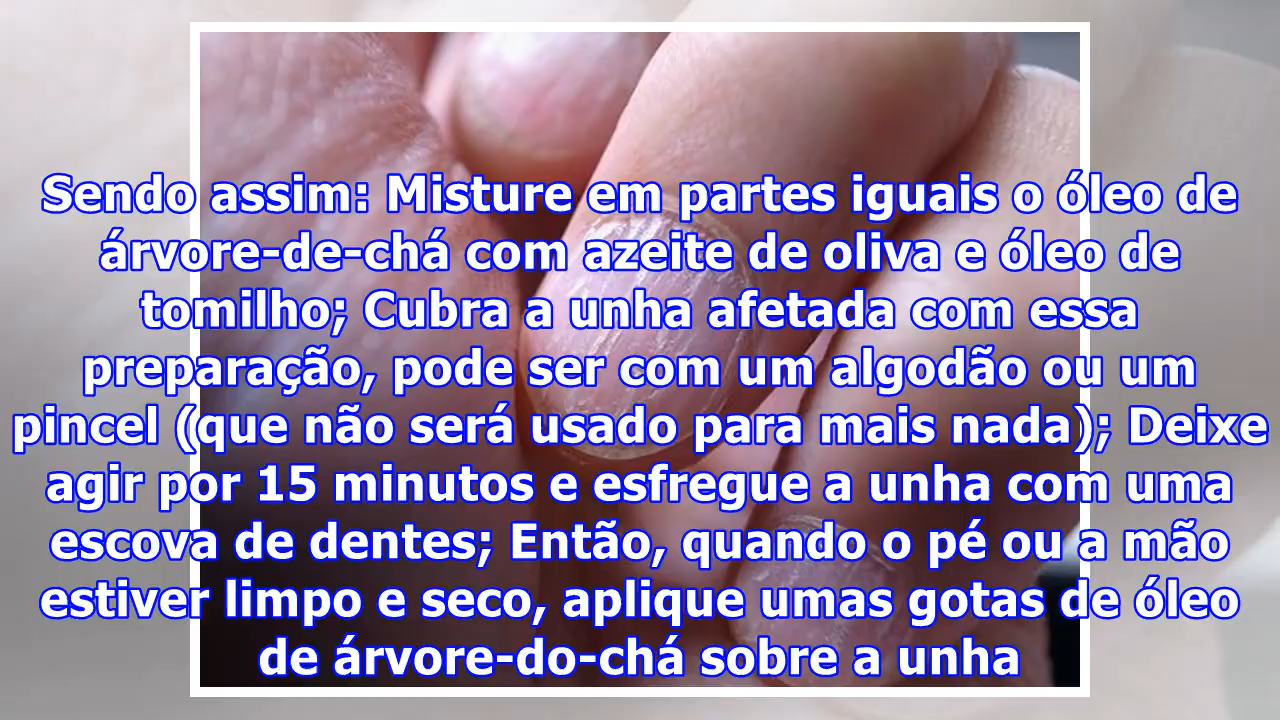 Sendo assim: Misture em partes iguais o óleo de
árvore-de-chá com azeite de oliva e óleo de
tomilho; Cubra a unha afetada com essa
preparação, pode ser com um algodão ou um
pincel (que não será usado para mais nada); Deixe
agir por 15 minutos e esfregue a unha com uma
escova de dentes; Então, quando o pé ou a mão
estiver limpo e seco, aplique umas gotas de óleo
de árvore-do-chá sobre a unha